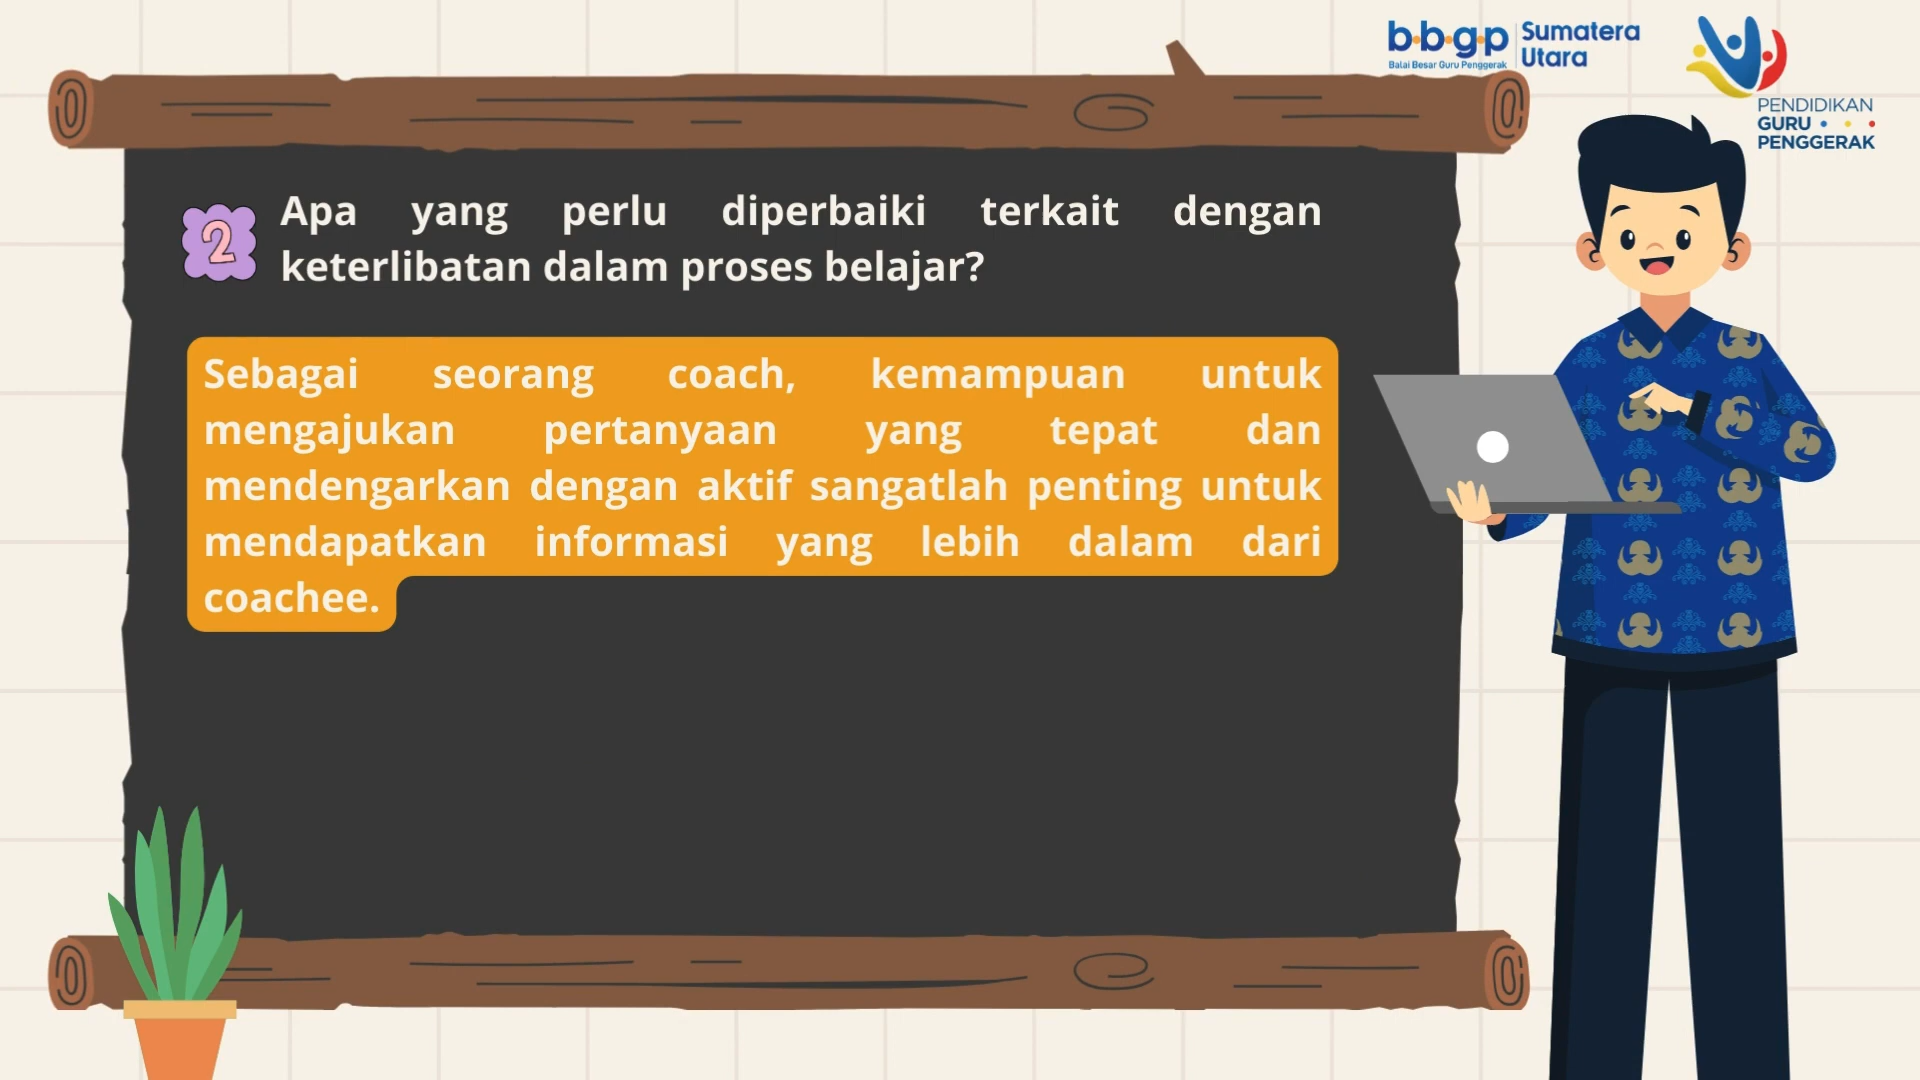 b·b·g·p
Balai Besar Guru Penggerak
Sumatera
Utara
PENDIDIKAN
GURU
PENGGERAK
2
Apa yang perlu diperbaiki terkait dengan
keterlibatan dalam proses belajar?
Sebagai seorang coach, kemampuan untuk
mengajukan pertanyaan yang tepat dan
mendengarkan dengan aktif sangatlah penting untuk
mendapatkan informasi yang lebih dalam dari
coachee.